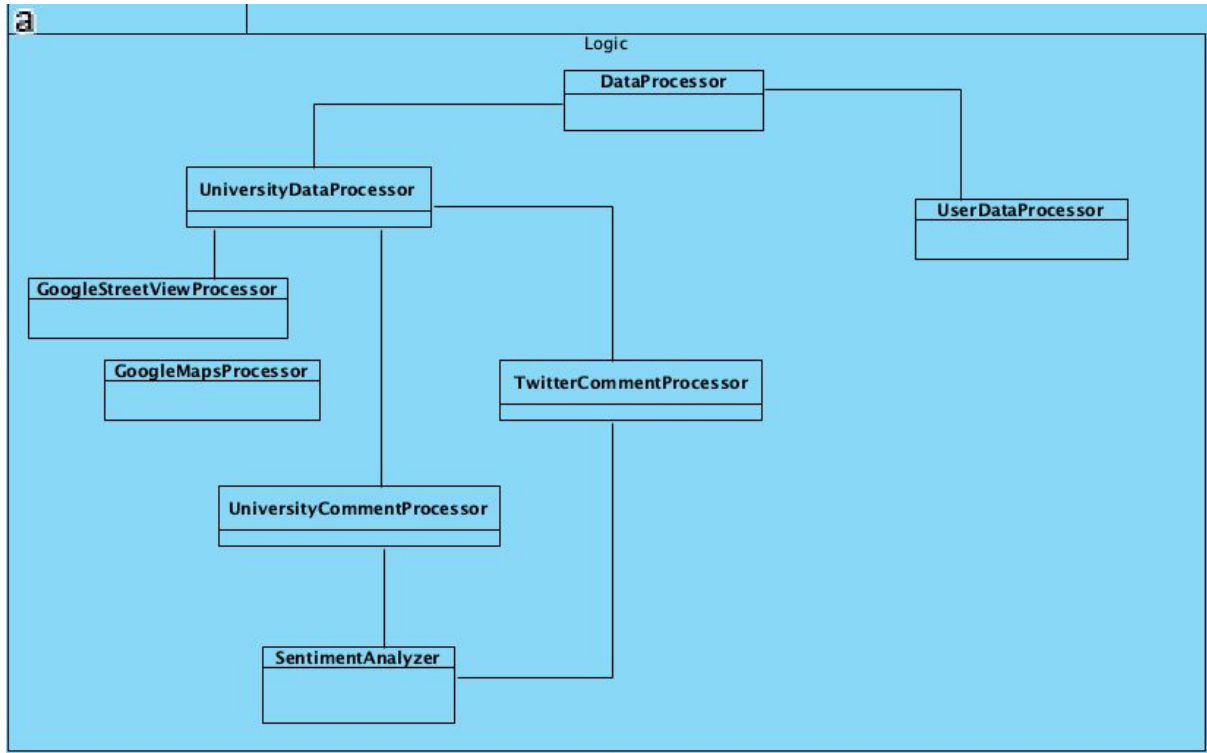 a
Logic
DataProcessor
UniversityDataProcessor
UserDataProcessor
GoogleStreetViewProcessor
GoogleMapsProcessor
TwitterCommentProcessor
UniversityCommentProcessor
SentimentAnalyzer